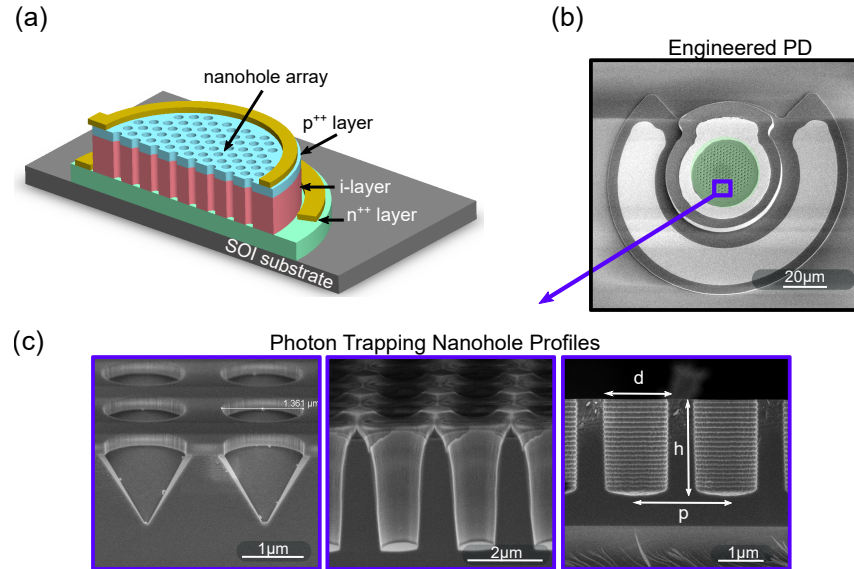 (a)
nanohole array
p++ layer
i-layer
n++ layer
SOI substrate
(b)
Engineered PD
20μm
(c)
Photon Trapping Nanohole Profiles
1.361 μm
1μm
2μm
d
h
p
1μm